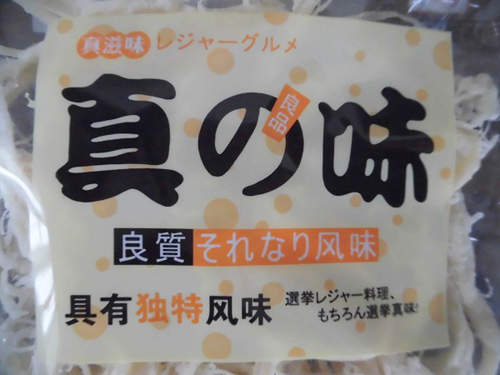 真滋味 レジャーグルメ
真の味
良品
良質それなり风味
具有独特风味
選挙レジャー料理、
もちろん選挙真味!